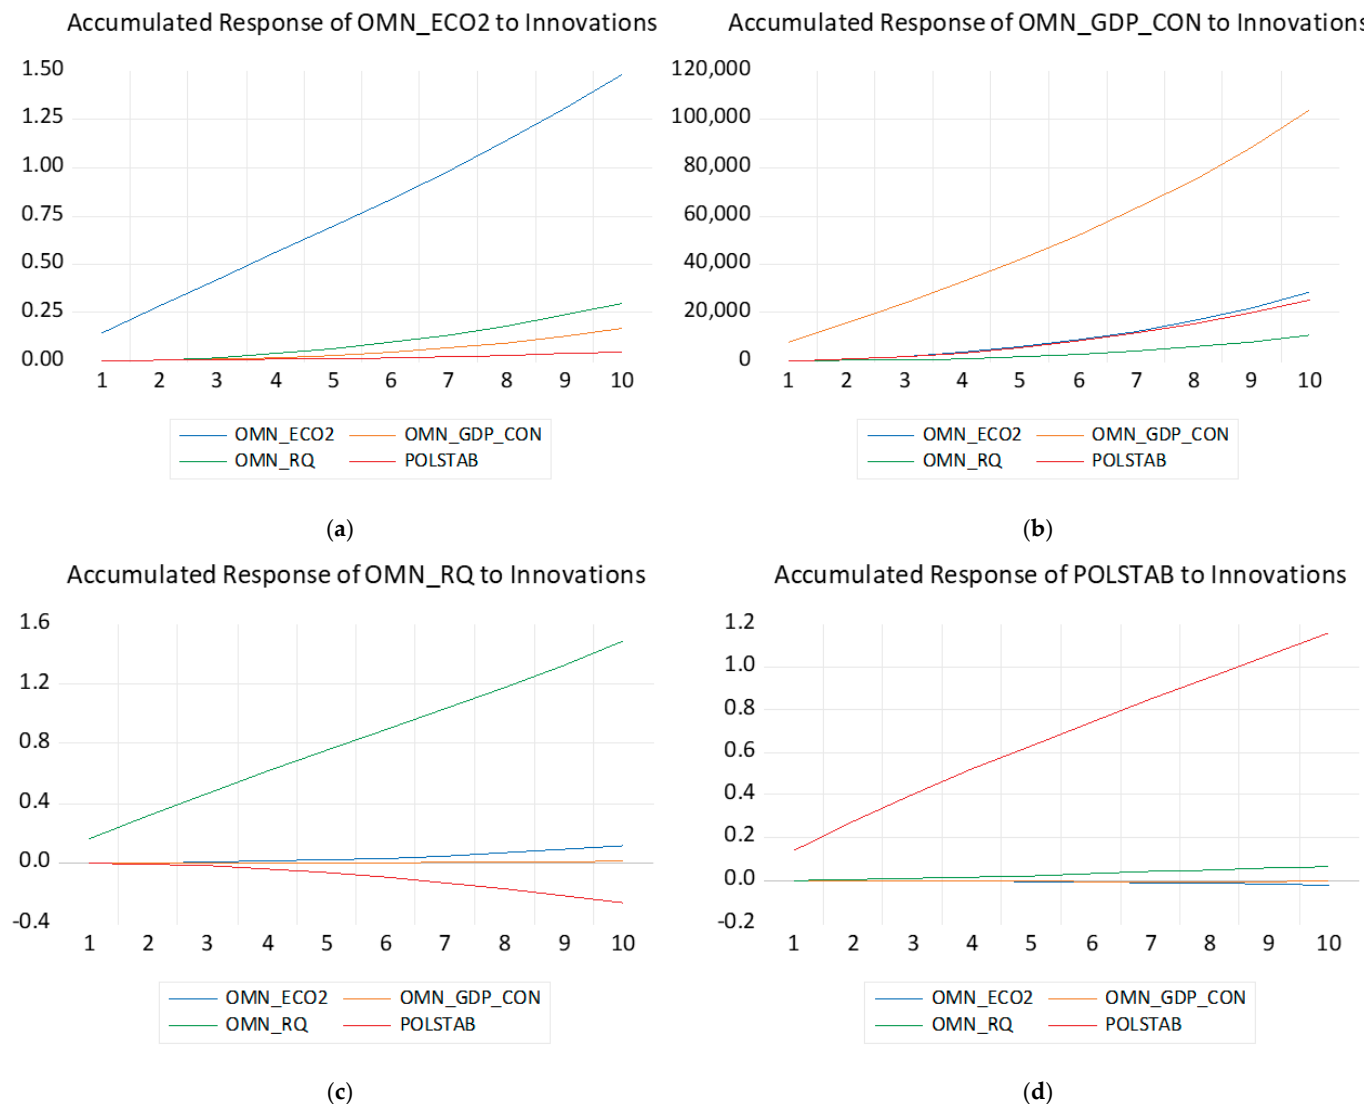 Accumulated Response of OMN_ECO2 to Innovations
1.50
1.25
1.00
0.75
0.50
0.25
0.00
1 2 3 4 5 6 7 8 9 10
OMN_ECO2 OMN_GDP_CON
OMN_RQ POLSTAB
(a)
Accumulated Response of OMN_GDP_CON to Innovations
120,000
100,000
80,000
60,000
40,000
20,000
0
1 2 3 4 5 6 7 8 9 10
OMN_ECO2 OMN_GDP_CON
OMN_RQ POLSTAB
(b)
Accumulated Response of OMN_RQ to Innovations
1.6
1.2
0.8
0.4
0.0
-0.4
1 2 3 4 5 6 7 8 9 10
OMN_ECO2 OMN_GDP_CON
OMN_RQ POLSTAB
(c)
Accumulated Response of POLSTAB to Innovations
1.2
1.0
0.8
0.6
0.4
0.2
0.0
-0.2
1 2 3 4 5 6 7 8 9 10
OMN_ECO2 OMN_GDP_CON
OMN_RQ POLSTAB
(d)